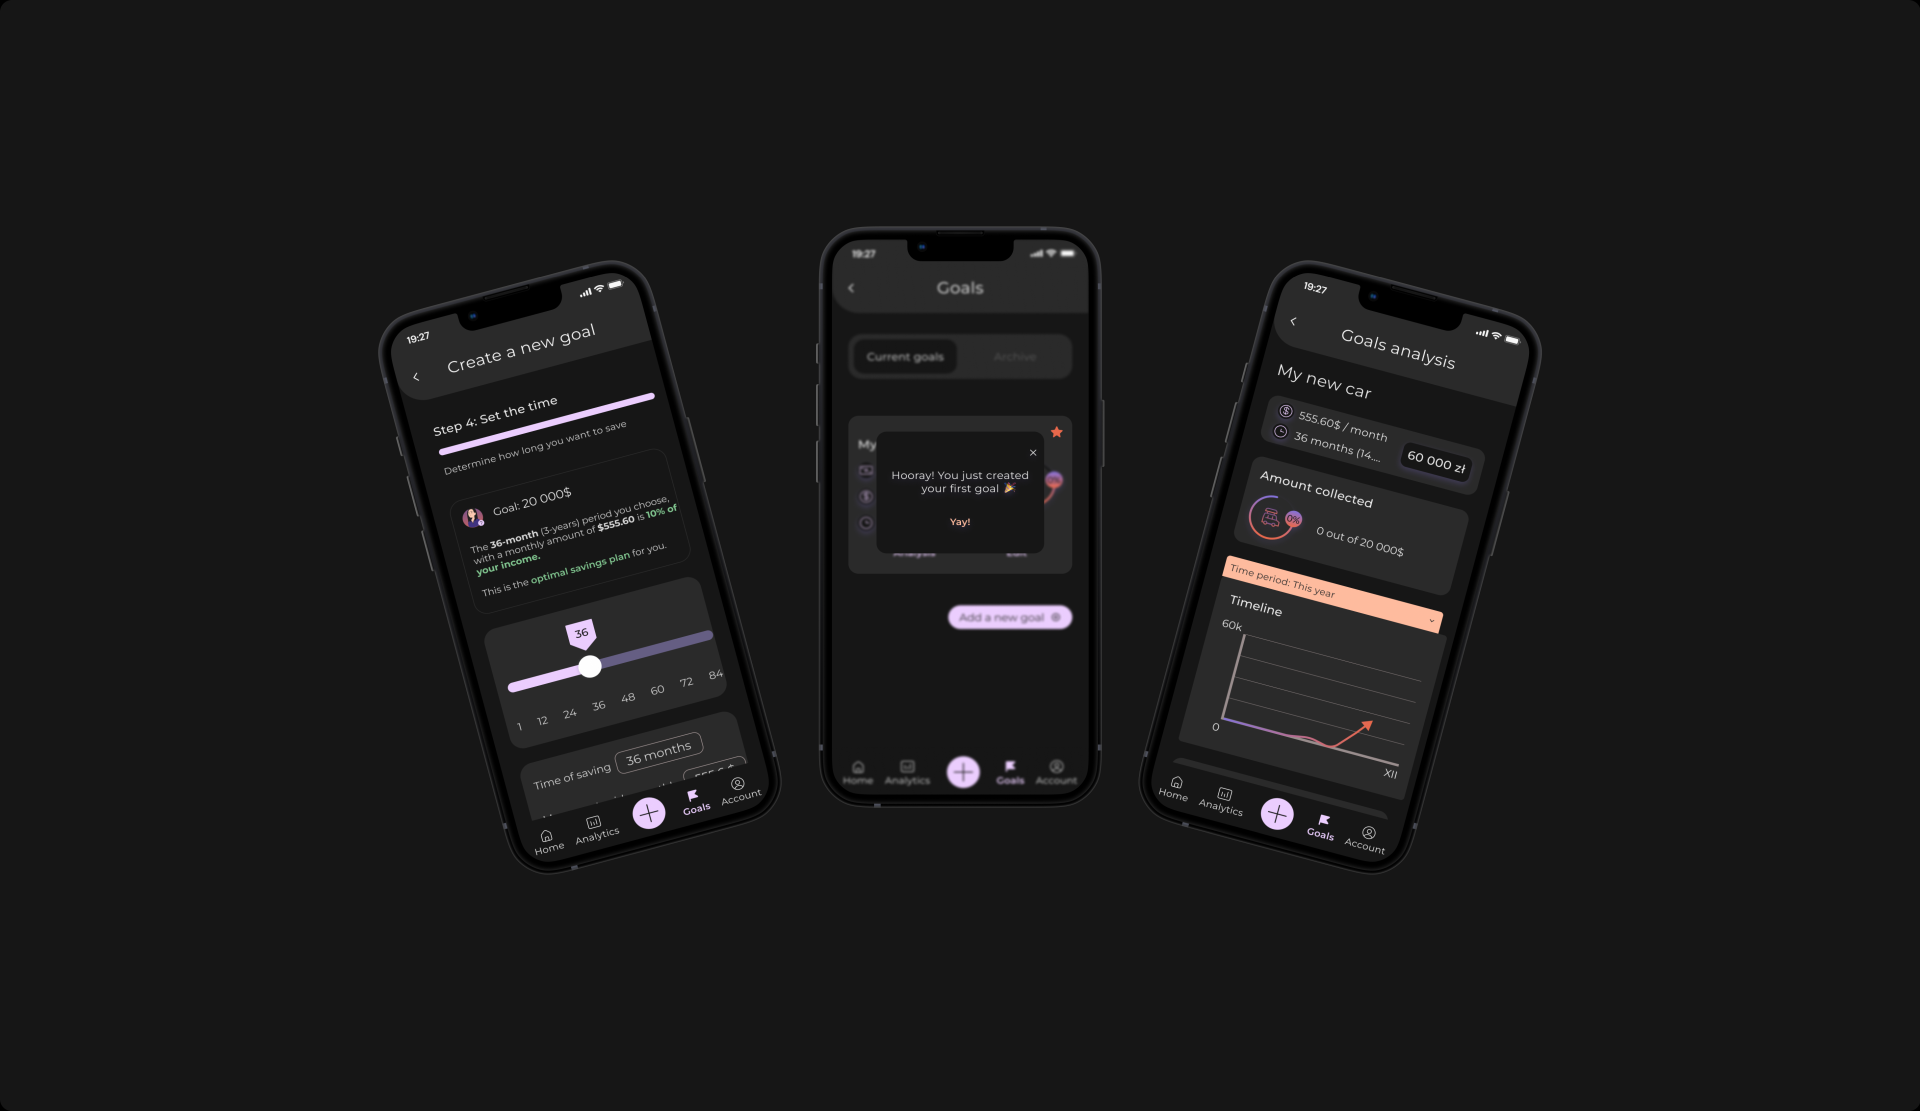 19:27
Create a new goal
Step 4: Set the time
Determine how long you want to save
Goal: 20 000$
The 36-month (3-years) period you choose,
with a monthly amount of $555.60 is 10% of
your income.
This is the optimal savings plan for you.
36
1 12 24 36 48 60 72 84
Time of saving 36 months
Home Analytics Goals Account
19:27
Goals
Current goals Archive
My
Hooray! You just created
your first goal 🎉
Yay!
0%
Analysis Edit
Add a new goal
Home Analytics Goals Account
19:27
Goals analysis
My new car
555.60$ / month
36 months (14....
60 000 zł
Amount collected
0%
0 out of 20 000$
Time period: This year
Timeline
60k
0
XII
Home Analytics Goals Account